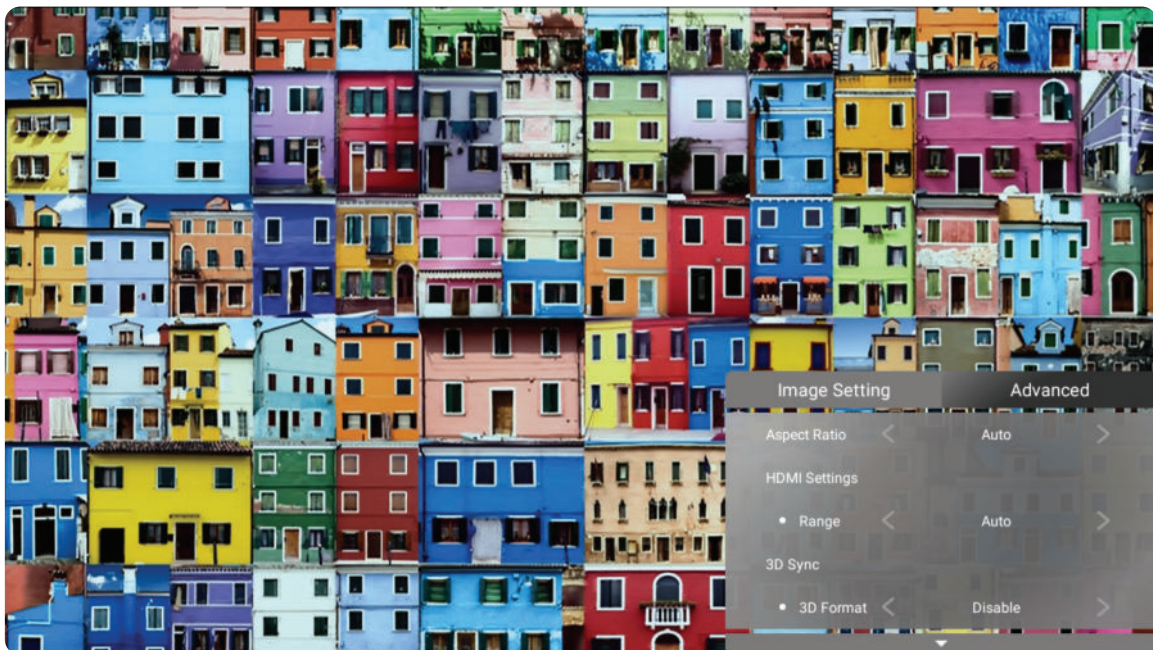 Image Setting Advanced
Aspect Ratio < Auto >
HDMI Settings
• Range < Auto >
3D Sync
• 3D Format < Disable >